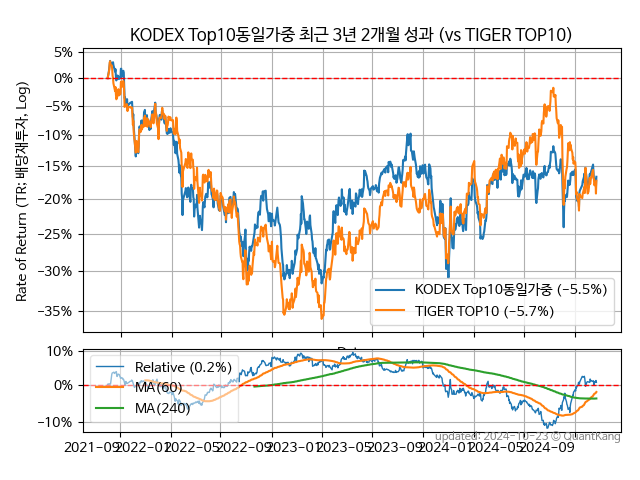 KODEX Top10동일가중 최근 3년 2개월 성과 (vs TIGER TOP10)
5%
0%
−5%
−10%
−15%
−20%
−25%
−30%
−35%
Rate of Return (TR: 배당재투자, Log)
KODEX Top10동일가중 (−5.5%)
TIGER TOP10 (−5.7%)
10%
0%
−10%
Relative (0.2%)
MA(60)
MA(240)
updated: 2024-10-23 © QuantKang
2021-09 2022-01 2022-05 2022-09 2023-01 2023-05 2023-09 2024-01 2024-05 2024-09